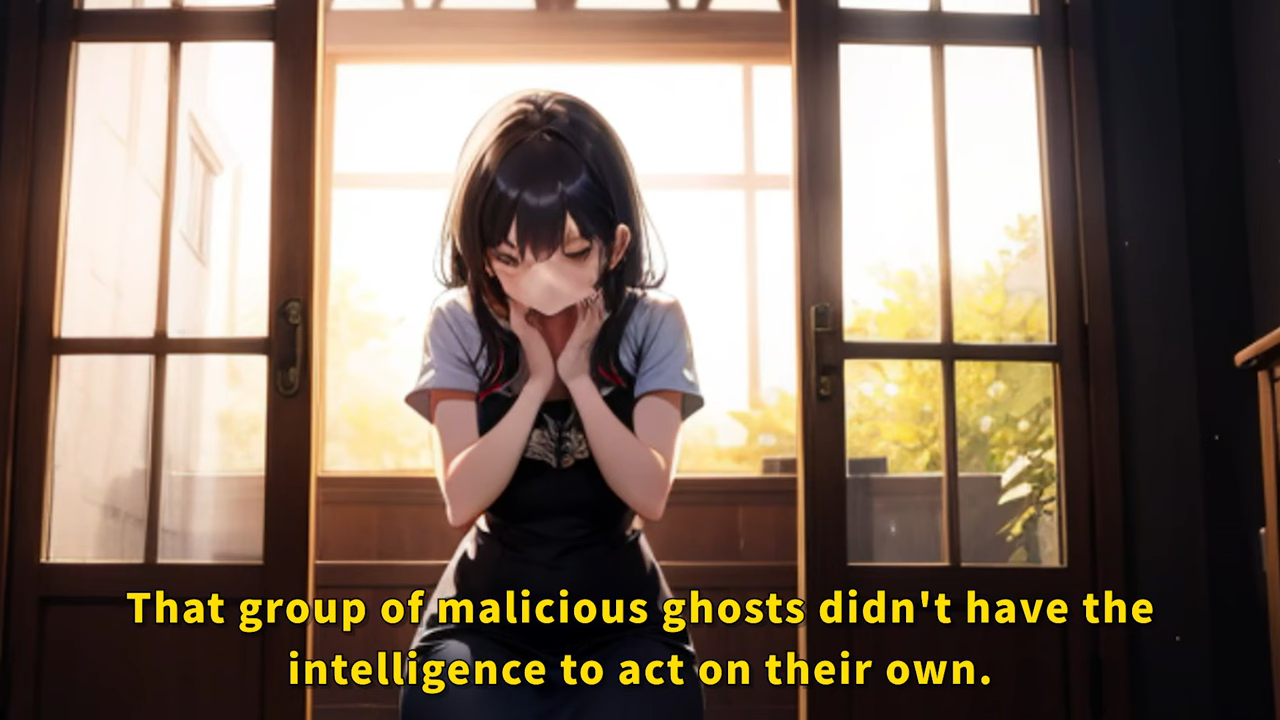 That group of malicious ghosts didn't have the
intelligence to act on their own.